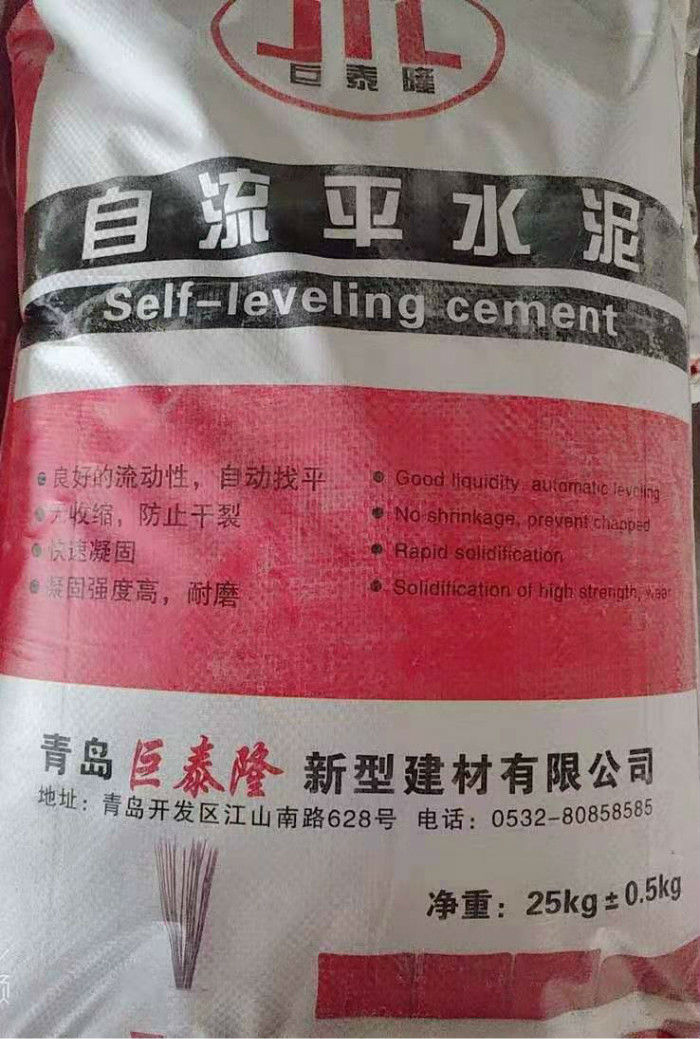 巨泰隆
自流平水泥
Self-leveling cement
良好的流动性，自动找平
无收缩，防止干裂
快速凝固
凝固强度高，耐磨
Good liquidity automatic leveling
No shrinkage, prevent chapped
Rapid solidification
Solidification of high strength, wear
青岛巨泰隆新型建材有限公司
地址：青岛开发区江山南路628号 电话：0532-80858585
净重：25kg±0.5kg